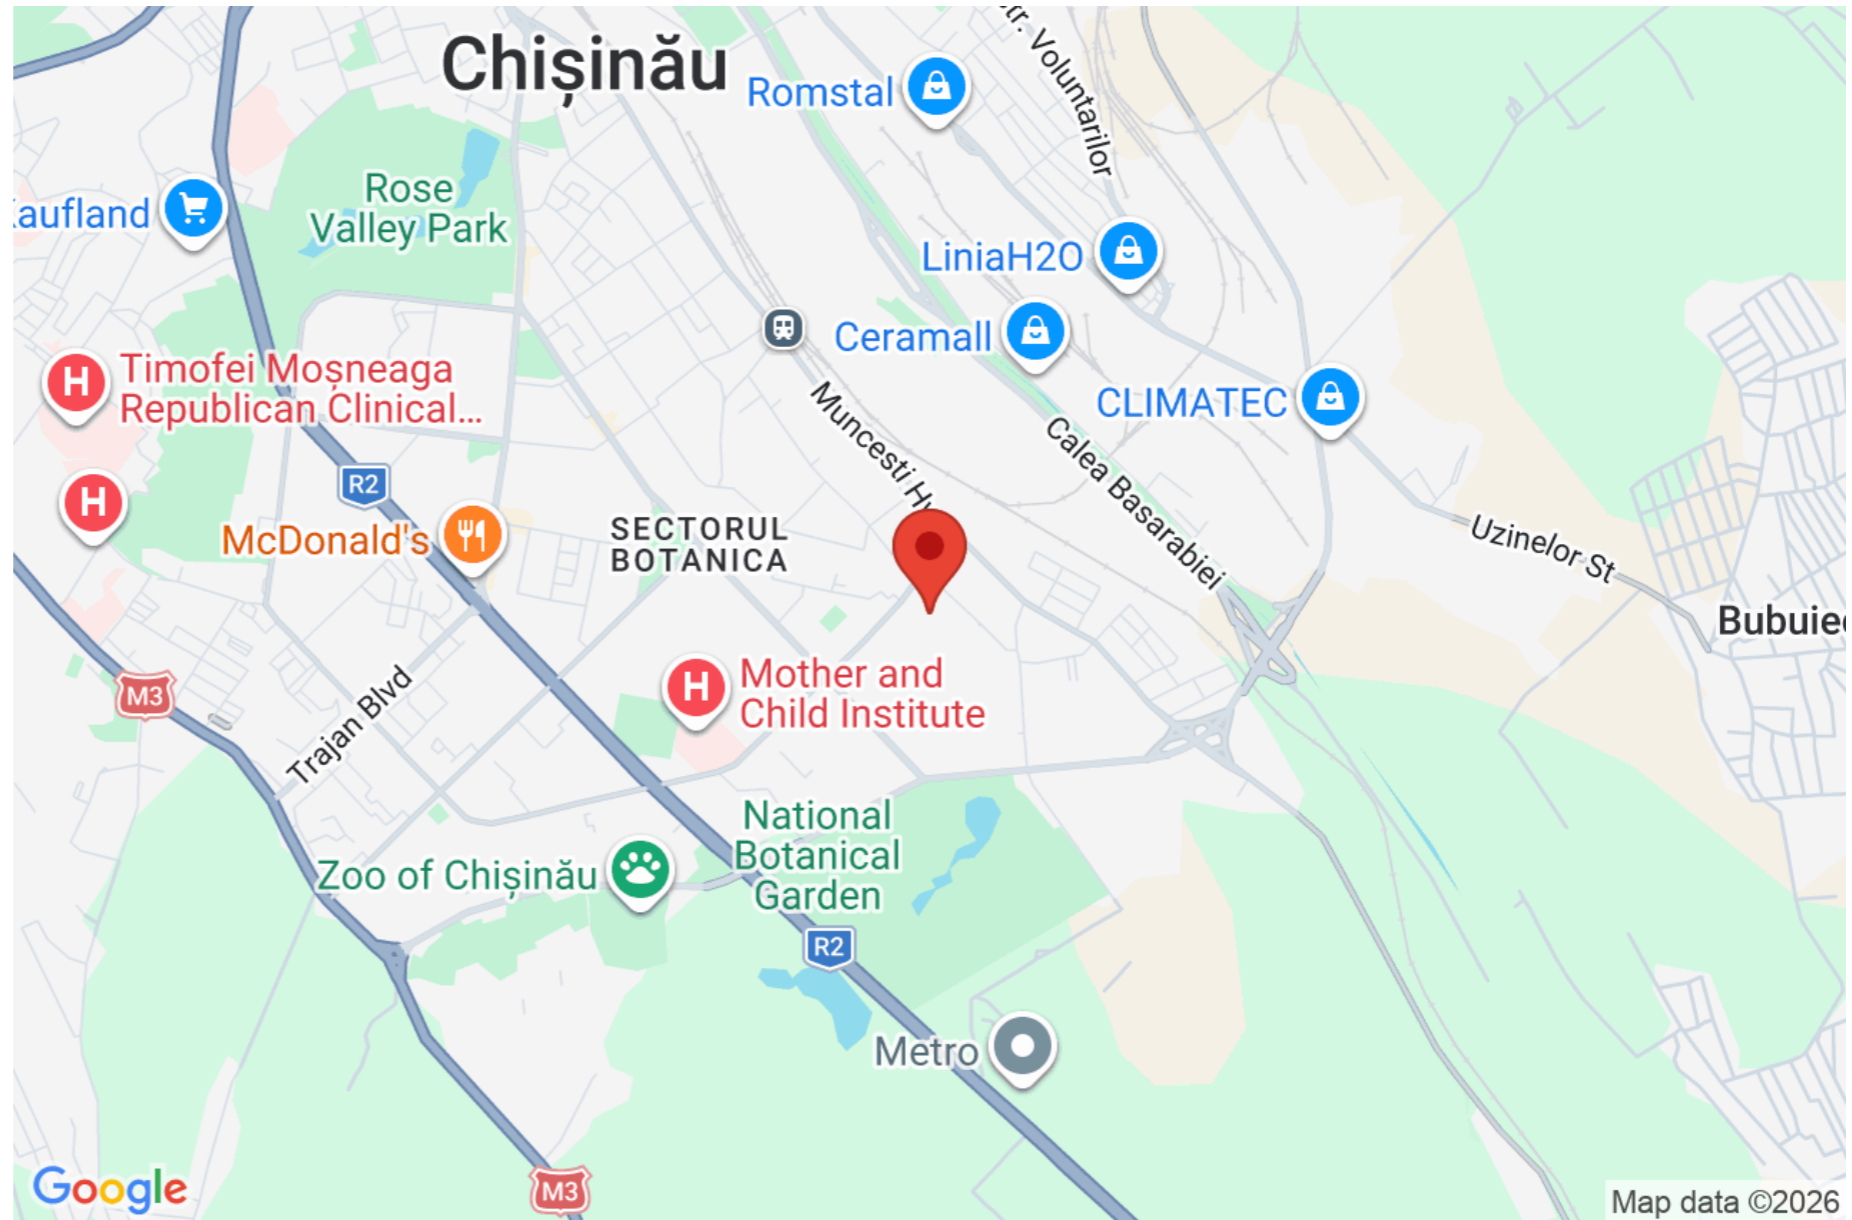 Chișinău
Romstal
Str. Voluntarilor
Rose
Valley Park
Kaufland
LiniaH2O
Ceramall
Timofei Moșneaga
Republican Clinical...
H
CLIMATEC
Muncesti Hwy
Calea Basarabiei
R2
H
McDonald's
SECTORUL
BOTANICA
Uzinelor St
Bubuiec
M3
H
Mother and
Child Institute
Trajan Blvd
National
Botanical
Garden
Zoo of Chișinău
R2
Metro
Google
M3
Map data ©2026